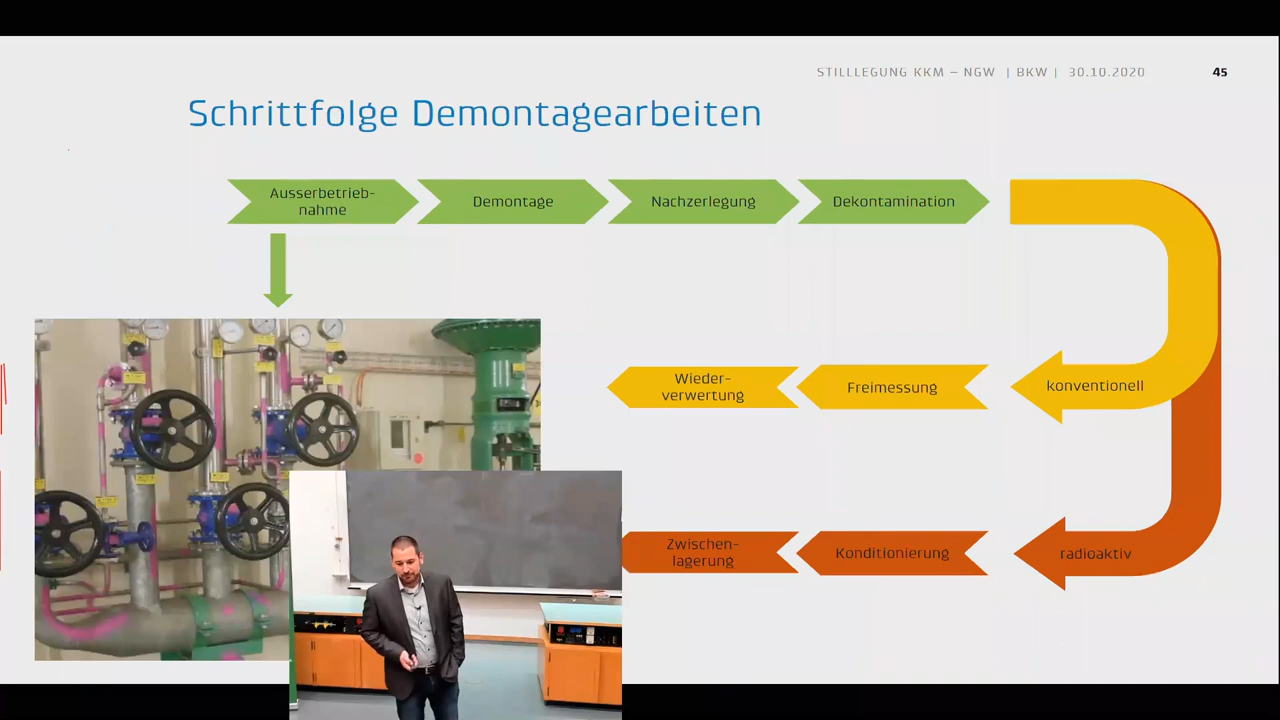 STILLLEGUNG KKM – NGW | BKW | 30.10.2020 45
Schrittfolge Demontagearbeiten
Ausserbetrieb-
nahme
Demontage
Nachzerlegung
Dekontamination
Wieder-
verwertung
Freimessung
konventionell
Zwischen-
lagerung
Konditionierung
radioaktiv